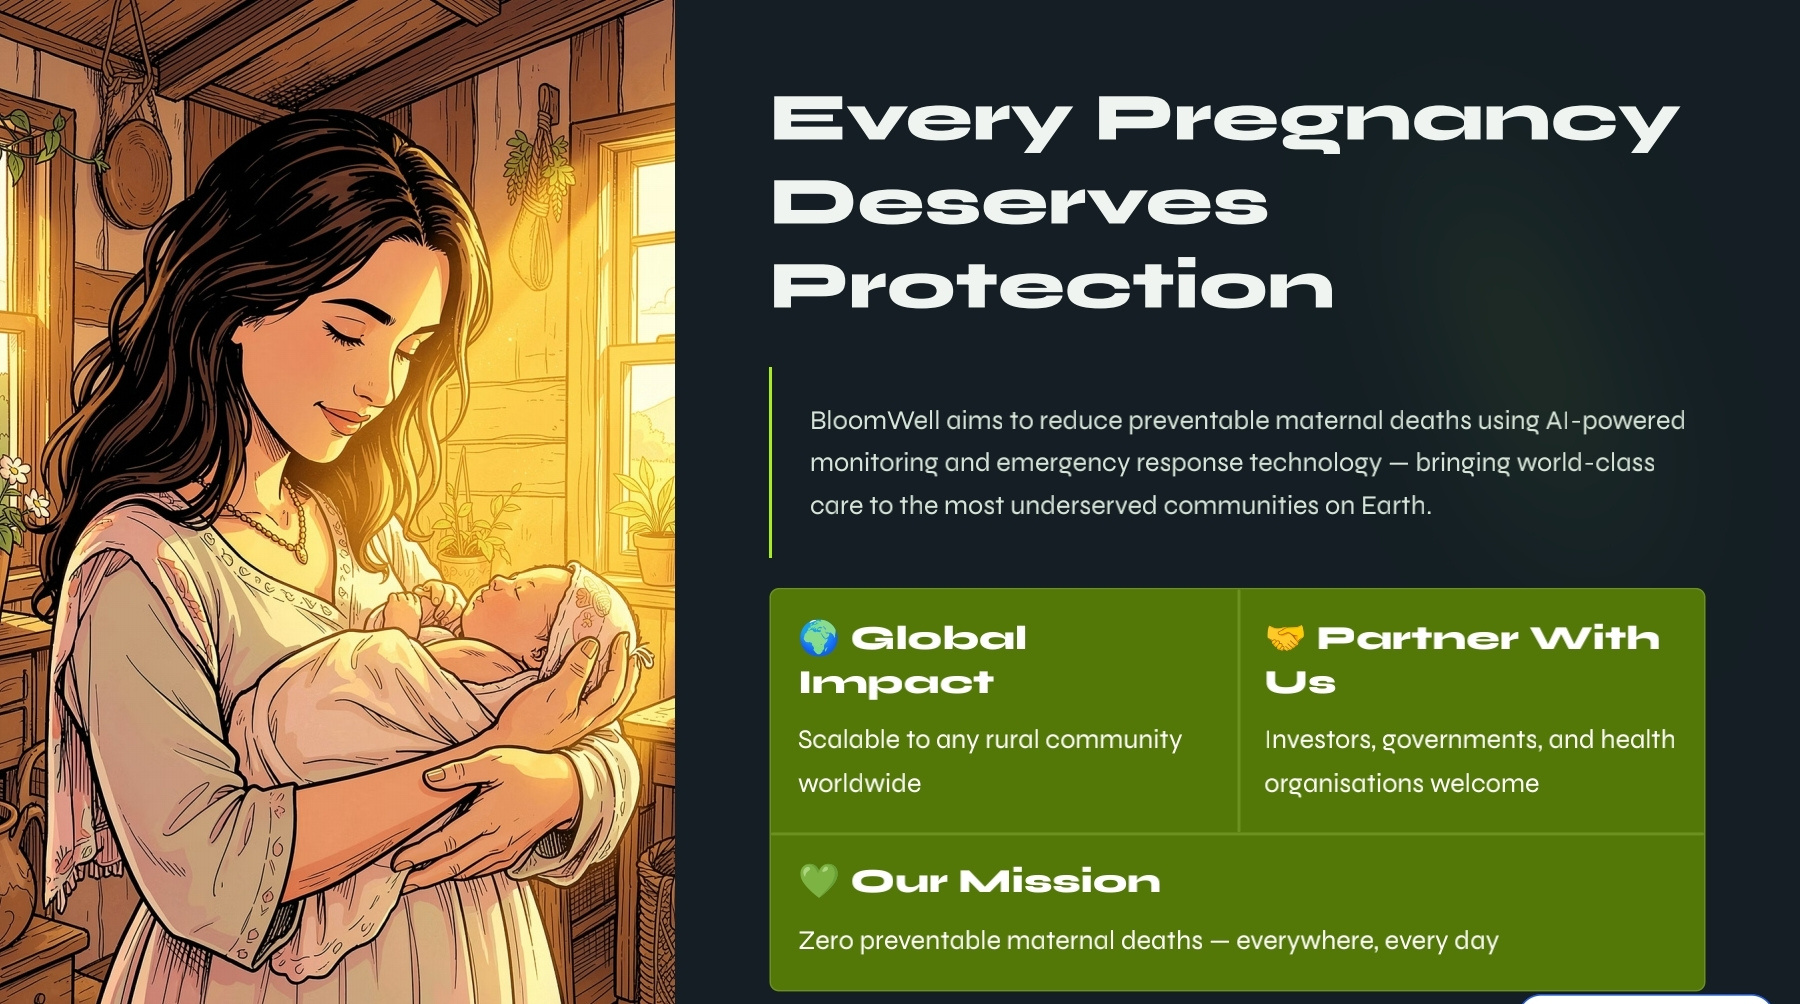 Every Pregnancy
Deserves
Protection
BloomWell aims to reduce preventable maternal deaths using AI-powered
monitoring and emergency response technology — bringing world-class
care to the most underserved communities on Earth.
🌍 Global
Impact
Scalable to any rural community
worldwide
🤝 Partner With
Us
Investors, governments, and health
organisations welcome
💚 Our Mission
Zero preventable maternal deaths — everywhere, every day